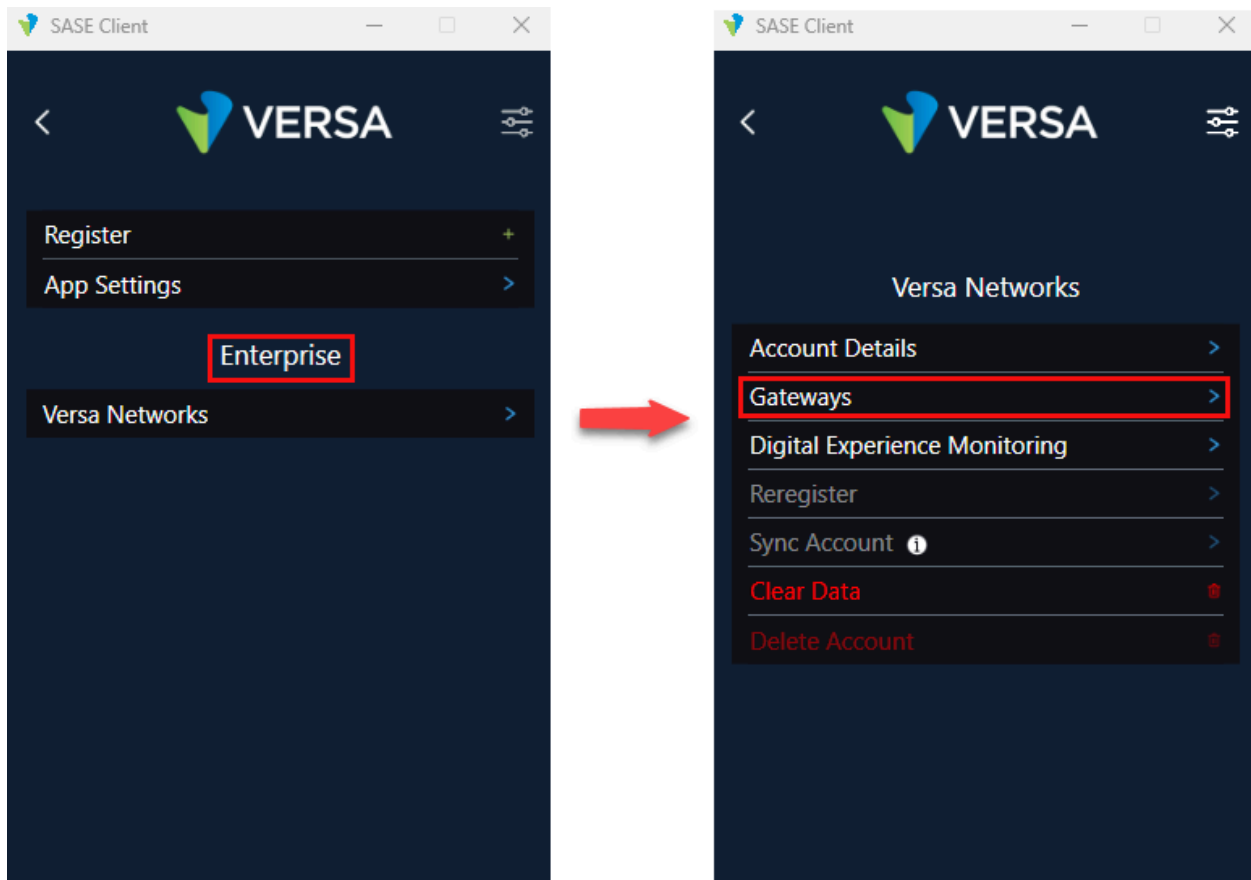 SASE Client
VERSA
Register
App Settings
Enterprise
Versa Networks
SASE Client
VERSA
Versa Networks
Account Details
Gateways
Digital Experience Monitoring
Reregister
Sync Account
Clear Data
Delete Account